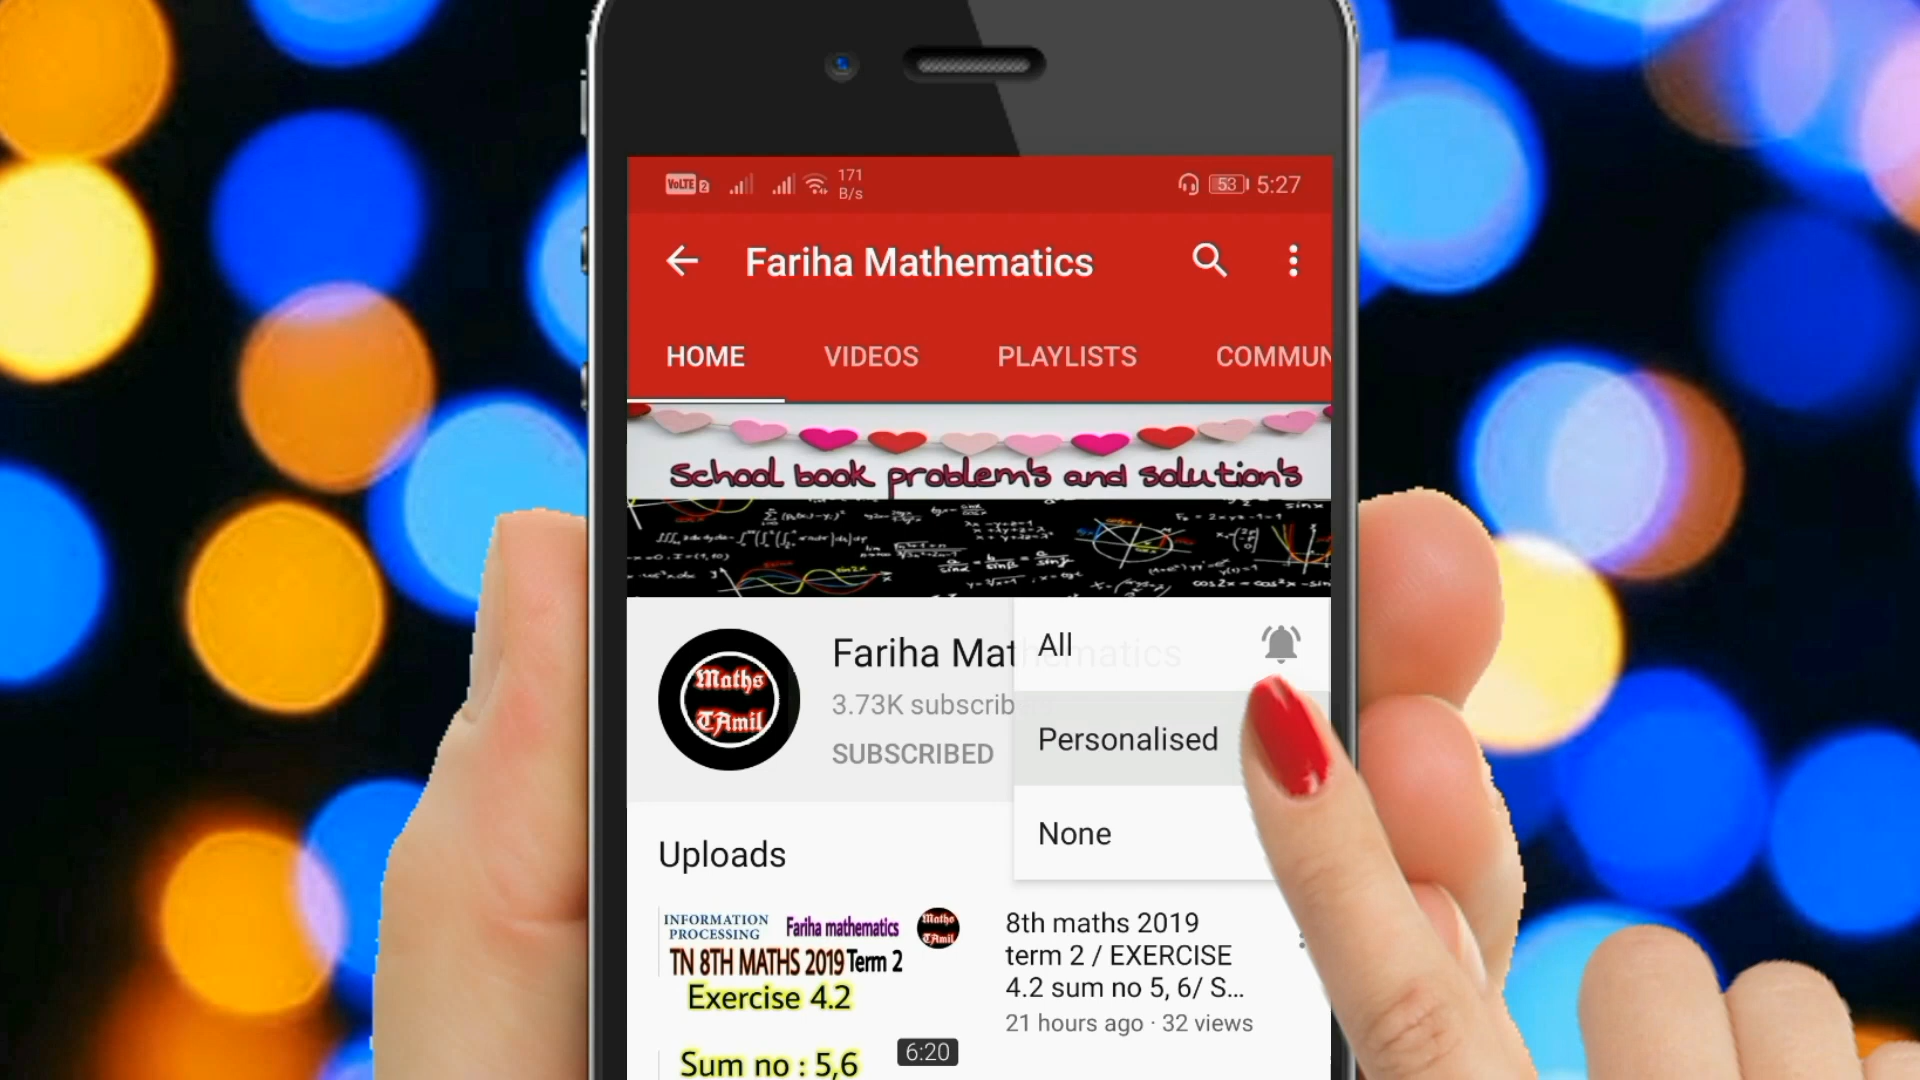 VoLTE 2 171 B/s 53 5:27
Fariha Mathematics
HOME VIDEOS PLAYLISTS COMMUN
School book problem's and solution's
Fariha Mathematics
3.73K subscrib
SUBSCRIBED
All
Personalised
None
Maths
TAmil
Uploads
INFORMATION
PROCESSING
Fariha mathematics
Maths
TAmil
TN 8TH MATHS 2019 Term 2
Exercise 4.2
Sum no : 5,6
6:20
8th maths 2019
term 2 / EXERCISE
4.2 sum no 5, 6/ S...
21 hours ago · 32 views